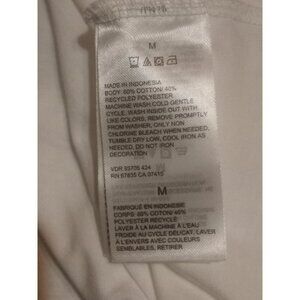 M
MADE IN INDONESIA
BODY: 60% COTTON/ 40%
RECYCLED POLYESTER
MACHINE WASH COLD GENTLE
CYCLE, WASH INSIDE OUT WITH
LIKE COLORS, REMOVE PROMPTLY
FROM WASHER, ONLY NON
CHLORINE BLEACH WHEN NEEDED,
TUMBLE DRY LOW, COOL IRON AS
NEEDED, DO NOT IRON
DECORATION
VDR 93705 424
RN 67835 CA 07415
M
FABRIQUÉ EN INDONÉSIE
CORPS: 60% COTON/ 40%
POLYESTER RECYCLÉ
LAVER À LA MACHINE À L'EAU
FROIDE AU CYCLE DÉLICAT, LAVER
À L'ENVERS AVEC COULEURS
SEMBLABLES, RETIRER